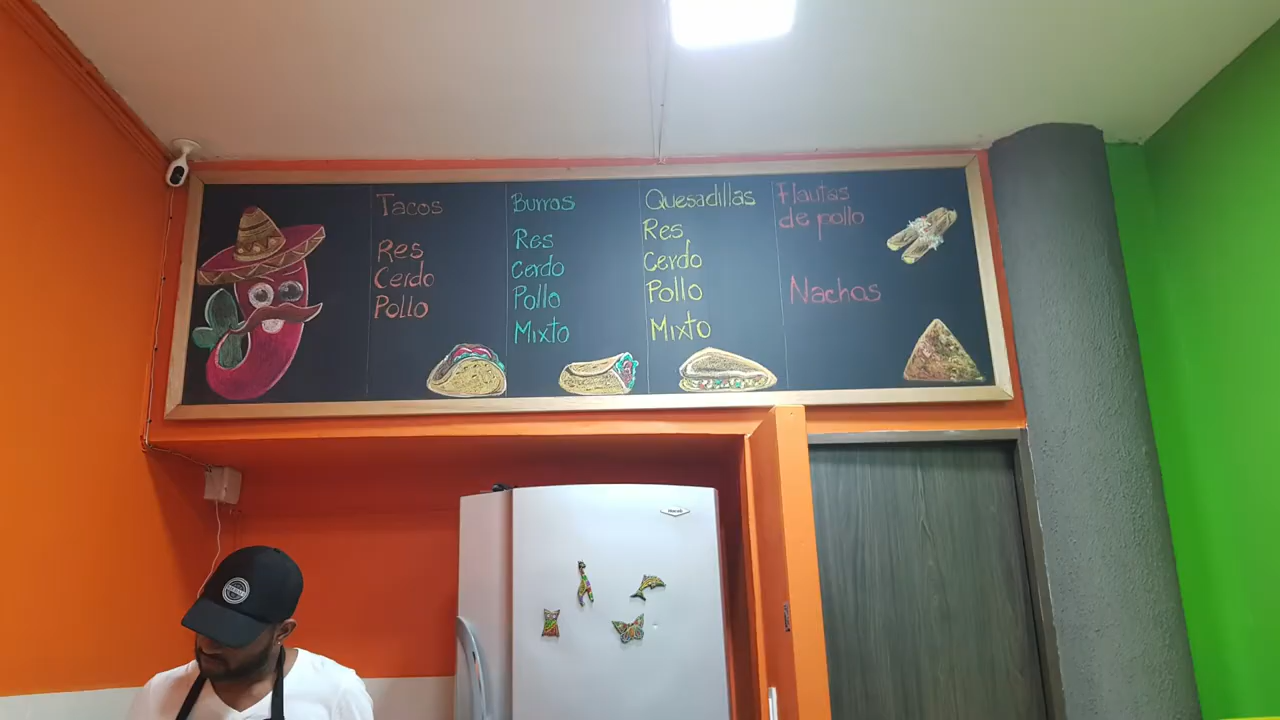 Tacos
Res
Cerdo
Pollo
Burros
Res
Cerdo
Pollo
Mixto
Quesadillas
Res
Cerdo
Pollo
Mixto
Flautas
de pollo
Nachos